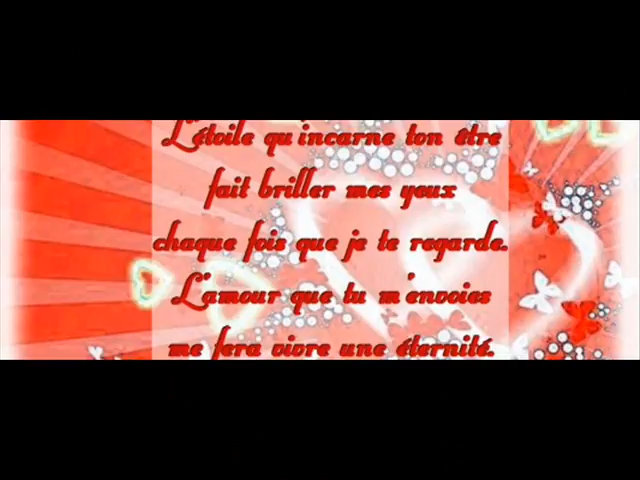 L'étoile qu'incarne ton être
fait briller mes yeux
chaque fois que je te regarde.
L'amour que tu m'envoies
me fera vivre une éternité.